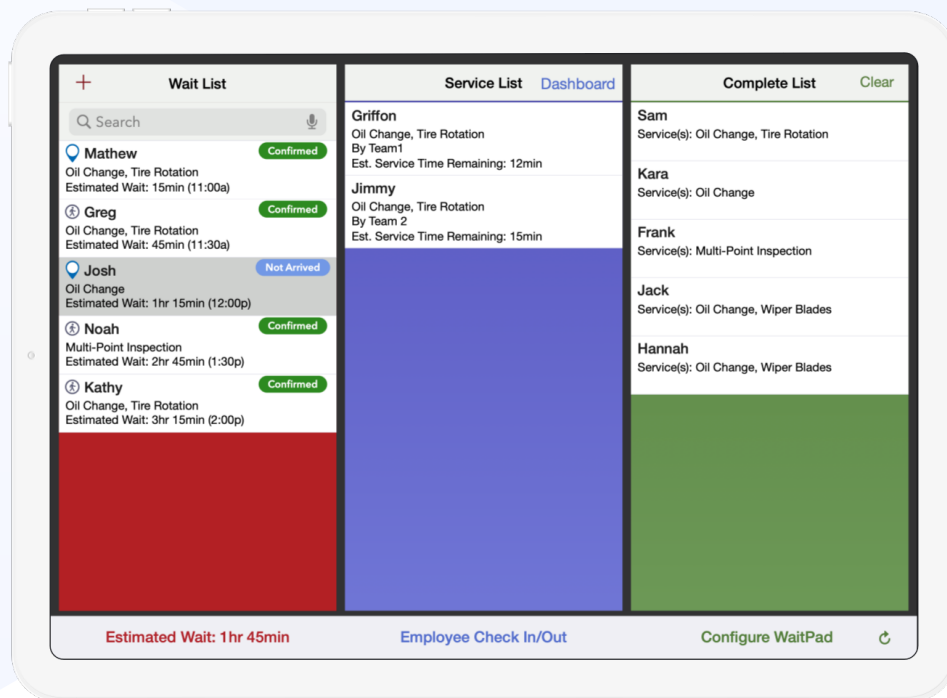 Wait List
Search
Mathew
Confirmed
Oil Change, Tire Rotation
Estimated Wait: 15min (11:00a)
Greg
Confirmed
Oil Change, Tire Rotation
Estimated Wait: 45min (11:30a)
Josh
Not Arrived
Oil Change
Estimated Wait: 1hr 15min (12:00p)
Noah
Confirmed
Multi-Point Inspection
Estimated Wait: 2hr 45min (1:30p)
Kathy
Confirmed
Oil Change, Tire Rotation
Estimated Wait: 3hr 15min (2:00p)
Estimated Wait: 1hr 45min
Service List Dashboard
Griffon
Oil Change, Tire Rotation
By Team1
Est. Service Time Remaining: 12min
Jimmy
Oil Change, Tire Rotation
By Team 2
Est. Service Time Remaining: 15min
Employee Check In/Out
Complete List Clear
Sam
Service(s): Oil Change, Tire Rotation
Kara
Service(s): Oil Change
Frank
Service(s): Multi-Point Inspection
Jack
Service(s): Oil Change, Wiper Blades
Hannah
Service(s): Oil Change, Wiper Blades
Configure WaitPad